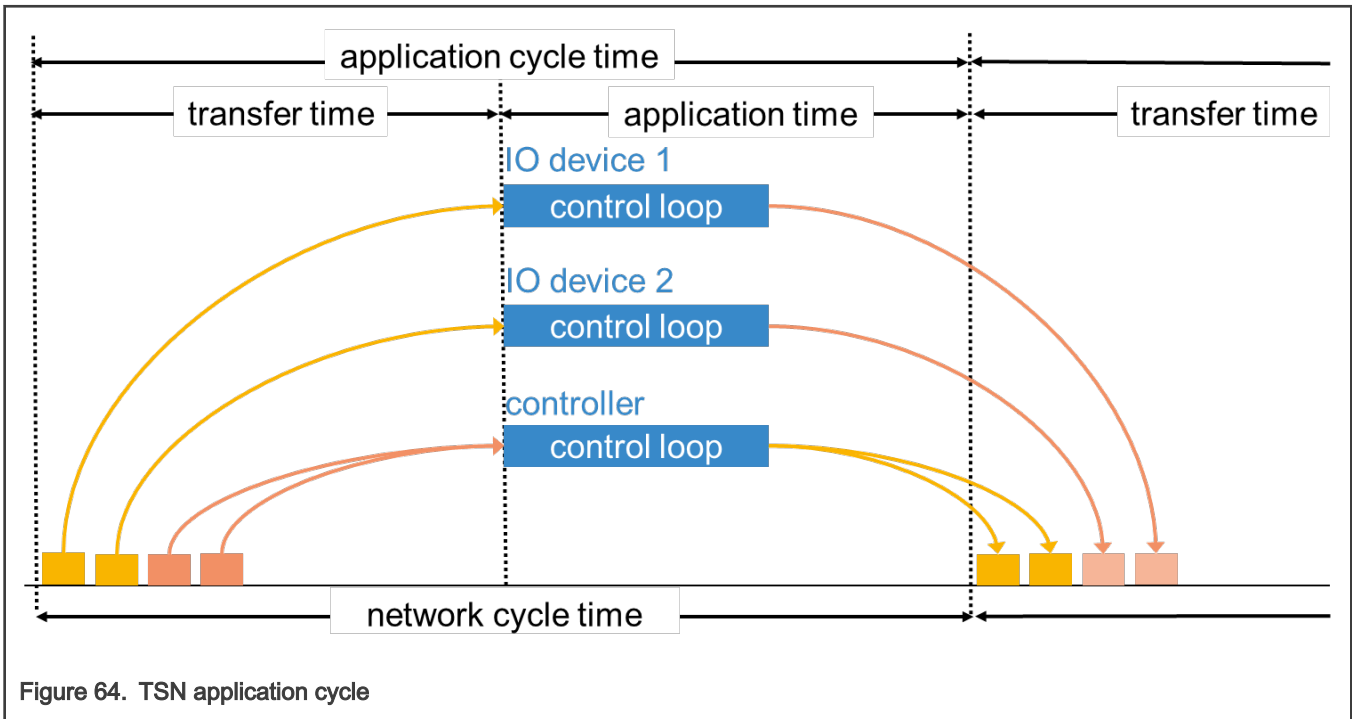 application cycle time
transfer time
application time
transfer time
IO device 1
control loop
IO device 2
control loop
controller
control loop
network cycle time
Figure 64. TSN application cycle